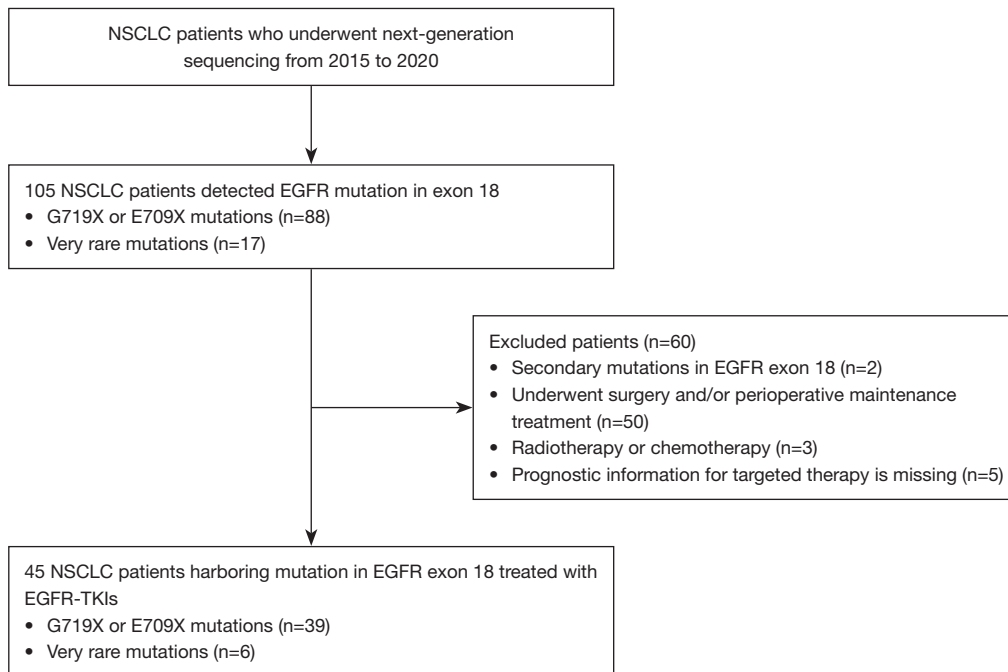 NSCLC patients who underwent next-generation
sequencing from 2015 to 2020
105 NSCLC patients detected EGFR mutation in exon 18
• G719X or E709X mutations (n=88)
• Very rare mutations (n=17)
Excluded patients (n=60)
• Secondary mutations in EGFR exon 18 (n=2)
• Underwent surgery and/or perioperative maintenance
treatment (n=50)
• Radiotherapy or chemotherapy (n=3)
• Prognostic information for targeted therapy is missing (n=5)
45 NSCLC patients harboring mutation in EGFR exon 18 treated with
EGFR-TKIs
• G719X or E709X mutations (n=39)
• Very rare mutations (n=6)